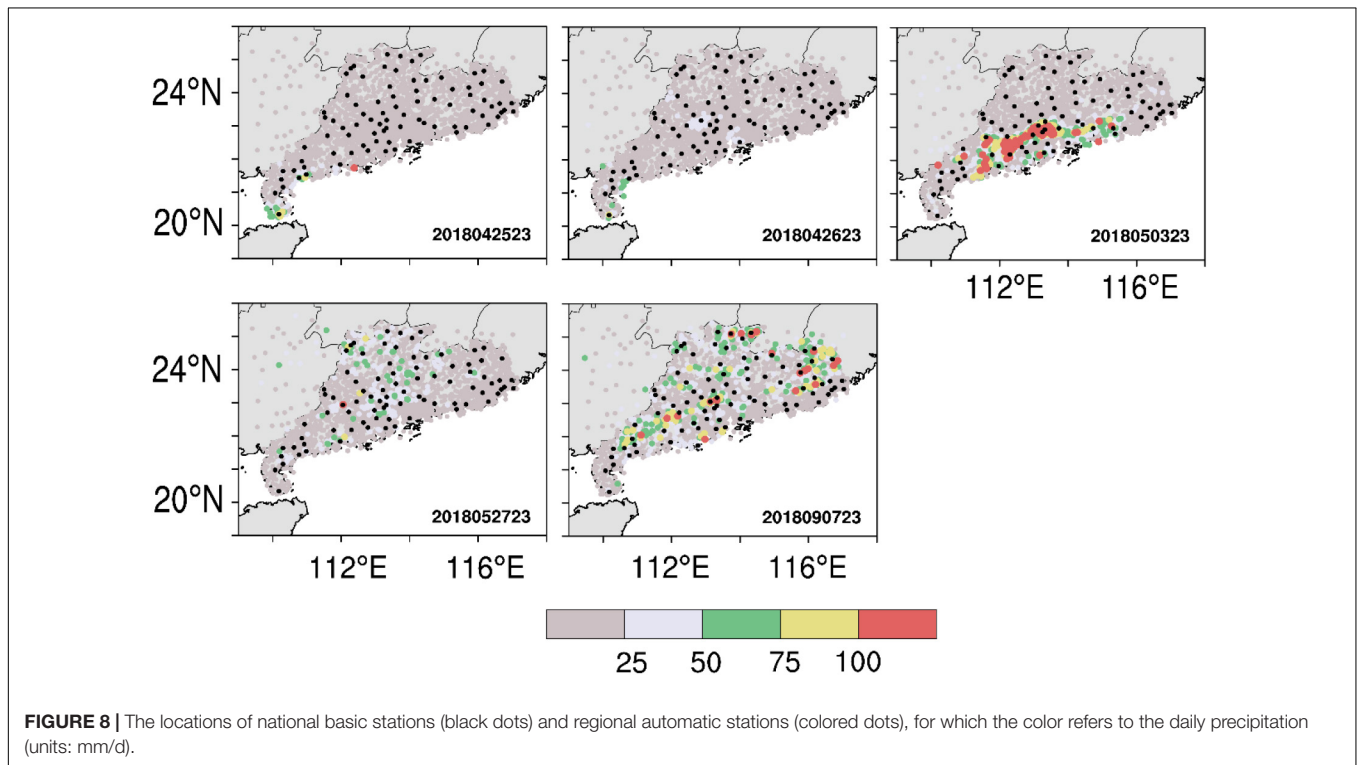 24°N
20°N
2018042523
2018042623
2018050323
112°E 116°E
24°N
20°N
2018052723
2018090723
112°E 116°E
112°E 116°E
25 50 75 100
FIGURE 8 | The locations of national basic stations (black dots) and regional automatic stations (colored dots), for which the color refers to the daily precipitation
(units: mm/d).